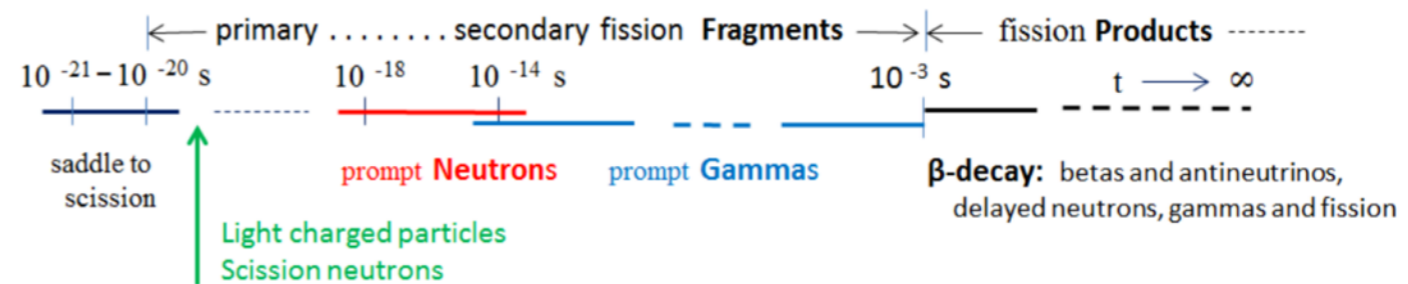 primary ........ secondary fission Fragments fission Products --------
10 -21 – 10 -20 s 10 -18 10 -14 s 10 -3 s t ⟶ ∞
saddle to
scission
prompt Neutrons prompt Gammas
β-decay: betas and antineutrinos,
delayed neutrons, gammas and fission
Light charged particles
Scission neutrons